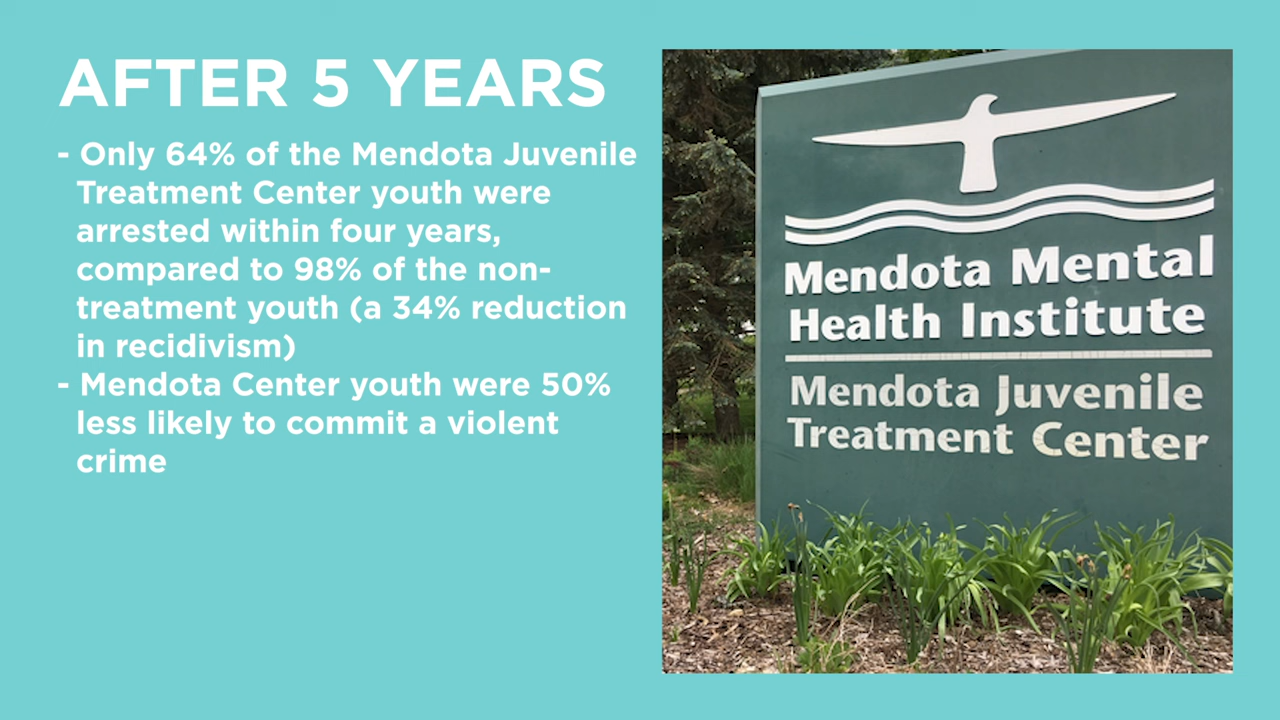 AFTER 5 YEARS
- Only 64% of the Mendota Juvenile
Treatment Center youth were
arrested within four years,
compared to 98% of the non-
treatment youth (a 34% reduction
in recidivism)
- Mendota Center youth were 50%
less likely to commit a violent
crime
Mendota Mental
Health Institute
Mendota Juvenile
Treatment Center